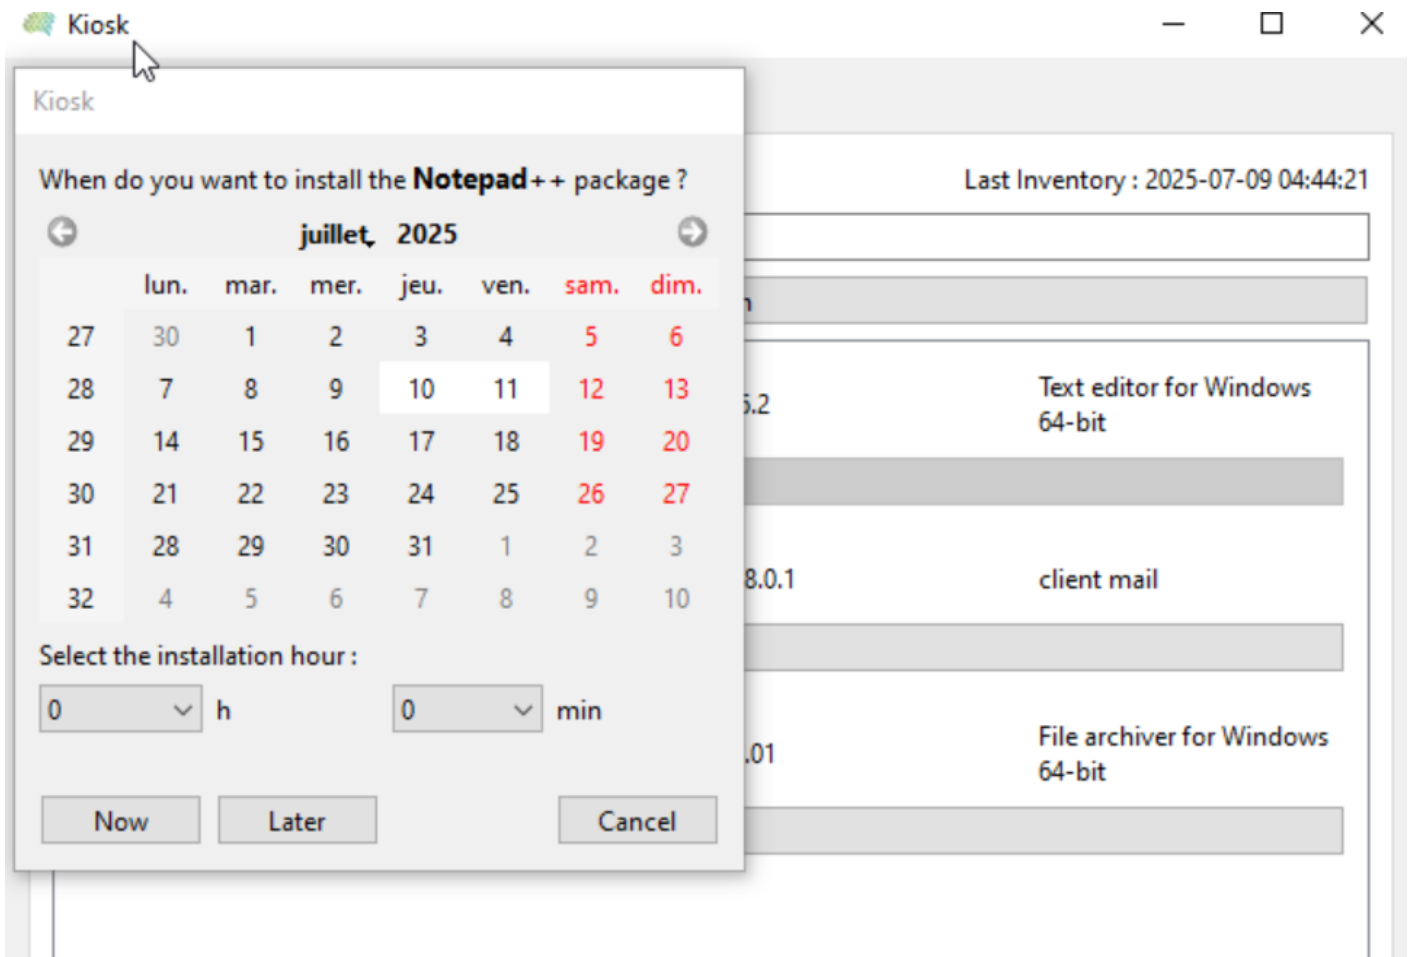 Kiosk
Kiosk
When do you want to install the Notepad++ package ?
juillet 2025
lun. mar. mer. jeu. ven. sam. dim.
27 30 1 2 3 4 5 6
28 7 8 9 10 11 12 13
29 14 15 16 17 18 19 20
30 21 22 23 24 25 26 27
31 28 29 30 31 1 2 3
32 4 5 6 7 8 9 10
Select the installation hour :
0 h 0 min
Now Later Cancel
Last Inventory : 2025-07-09 04:44:21
Text editor for Windows
64-bit
8.0.1 client mail
.01 File archiver for Windows
64-bit